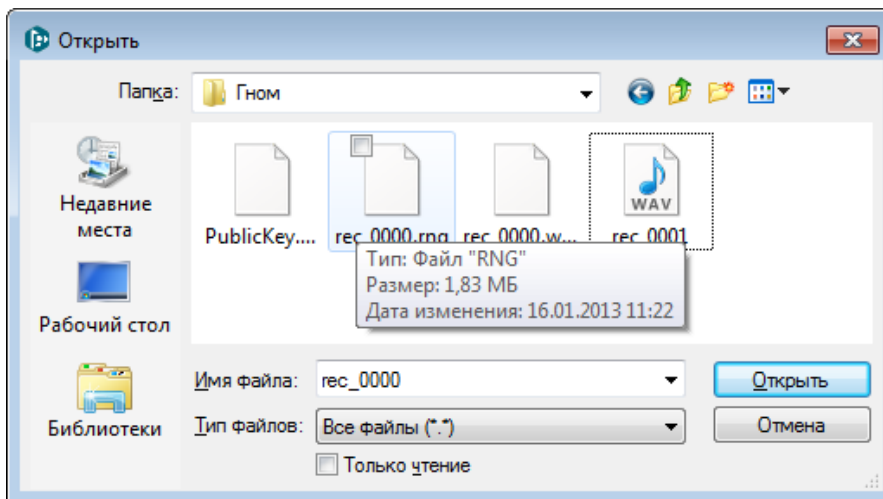 Открыть
Папка:
Гном
Недавние
места
Рабочий стол
Библиотеки
PublicKey....
rec_0000.rng
rec_0000.w...
WAV
rec_0001
Тип: Файл "RNG"
Размер: 1,83 МБ
Дата изменения: 16.01.2013 11:22
Имя файла:
rec_0000
Открыть
Тип файлов:
Все файлы (*.*)
Отмена
Только чтение